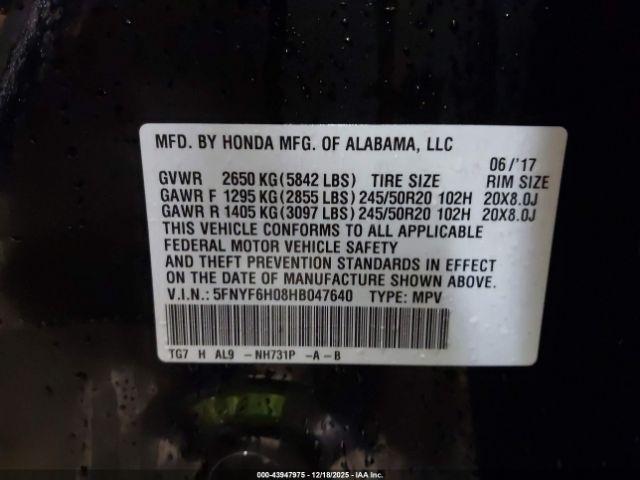 MFD. BY HONDA MFG. OF ALABAMA, LLC
06/'17
GVWR 2650 KG(5842 LBS) TIRE SIZE RIM SIZE
GAWR F 1295 KG(2855 LBS)245/50R20 102H 20X8.0J
GAWR R 1405 KG(3097 LBS)245/50R20 102H 20X8.0J
THIS VEHICLE CONFORMS TO ALL APPLICABLE
FEDERAL MOTOR VEHICLE SAFETY
AND THEFT PREVENTION STANDARDS IN EFFECT
ON THE DATE OF MANUFACTURE SHOWN ABOVE.
V.I.N.: 5FNYF6H08HB047640 TYPE: MPV
TG7 H AL9 -NH731P -A-B
000-43947975 - 12/18/2025 - IAA Inc.